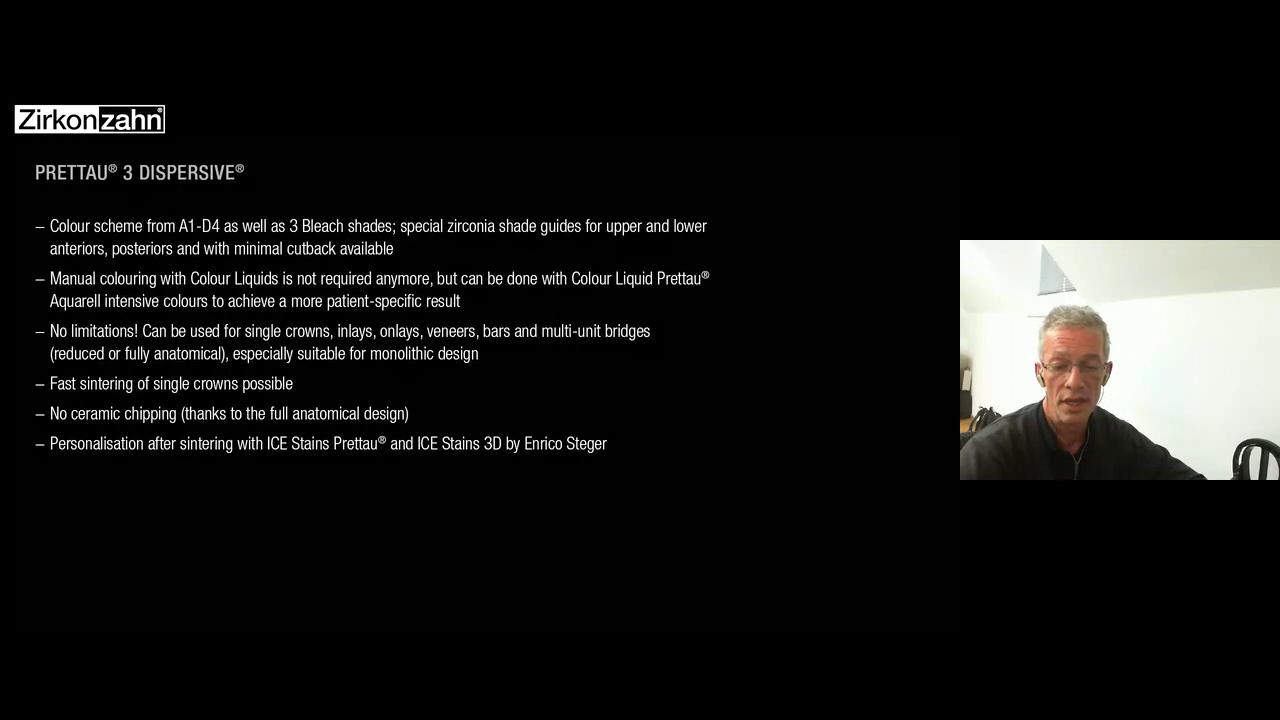 Zirkonzahn®
PRETTAU® 3 DISPERSIVE®
– Colour scheme from A1-D4 as well as 3 Bleach shades; special zirconia shade guides for upper and lower
anteriors, posteriors and with minimal cutback available
– Manual colouring with Colour Liquids is not required anymore, but can be done with Colour Liquid Prettau®
Aquarell intensive colours to achieve a more patient-specific result
– No limitations! Can be used for single crowns, inlays, onlays, veneers, bars and multi-unit bridges
(reduced or fully anatomical), especially suitable for monolithic design
– Fast sintering of single crowns possible
– No ceramic chipping (thanks to the full anatomical design)
– Personalisation after sintering with ICE Stains Prettau® and ICE Stains 3D by Enrico Steger